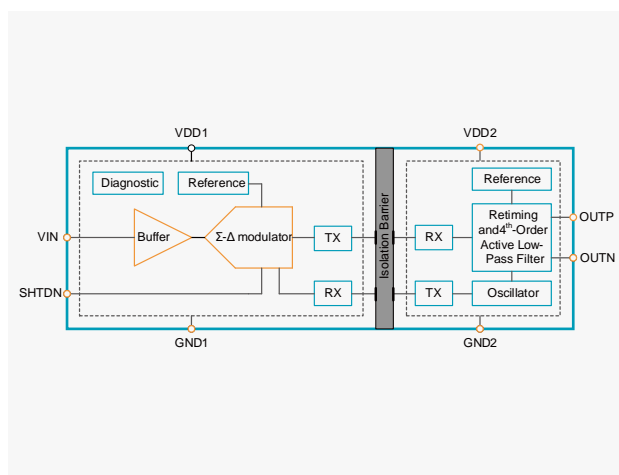 VDD1
VDD2
Diagnostic
Reference
Reference
VIN
Buffer
Σ-Δ modulator
TX
Isolation Barrier
RX
Retiming
and4th-Order
Active Low-
Pass Filter
OUTP
OUTN
SHTDN
RX
TX
Oscillator
GND1
GND2